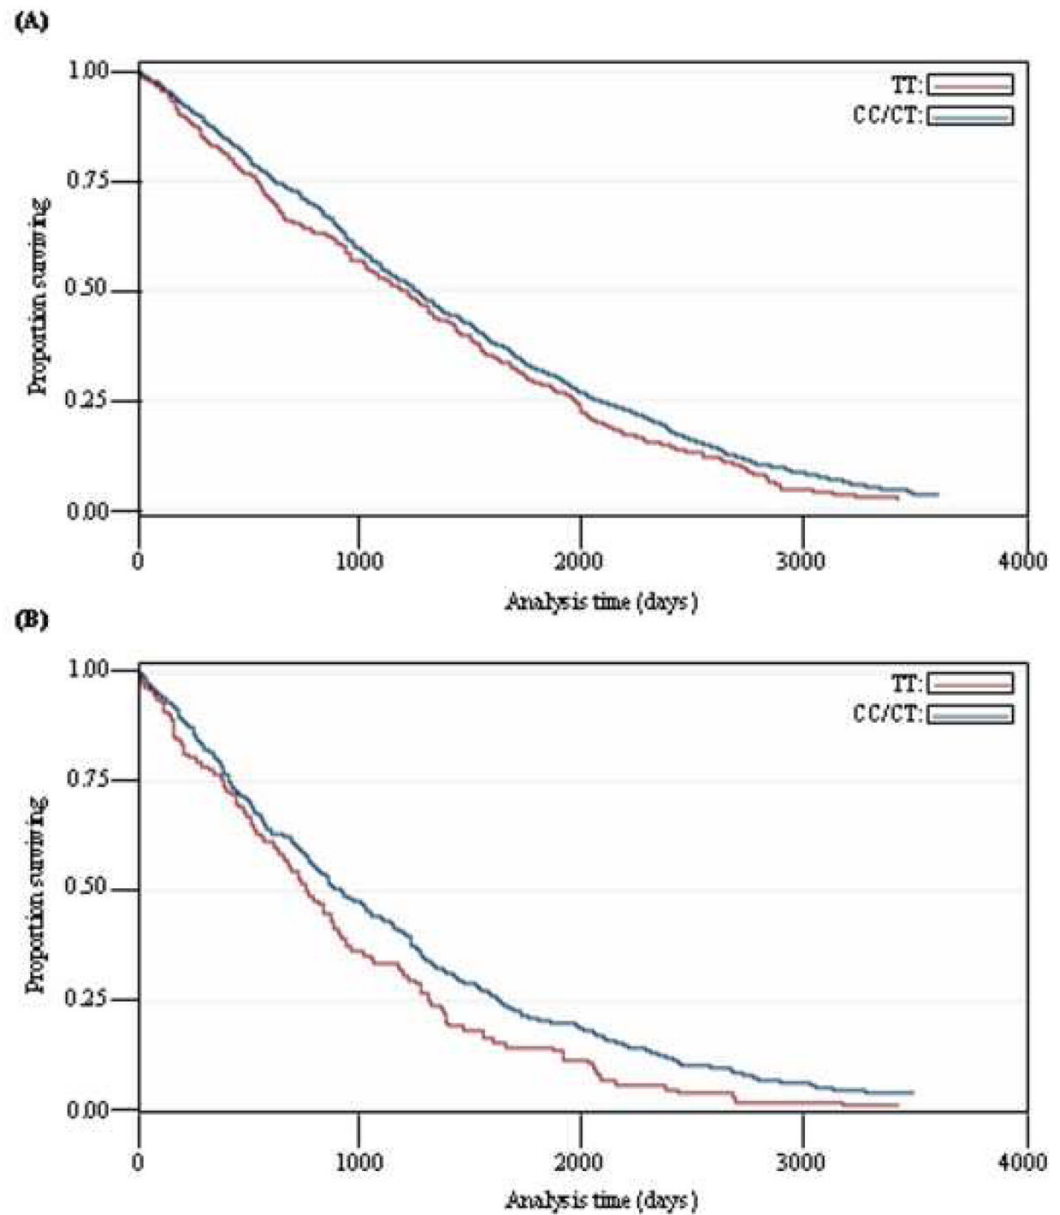 (A)
1.00
0.75
0.50
0.25
0.00
Proportion surviving
TT:
CC/CT:
0 1000 2000 3000 4000
Analysis time (days)
(B)
1.00
0.75
0.50
0.25
0.00
Proportion surviving
TT:
CC/CT:
0 1000 2000 3000 4000
Analysis time (days)